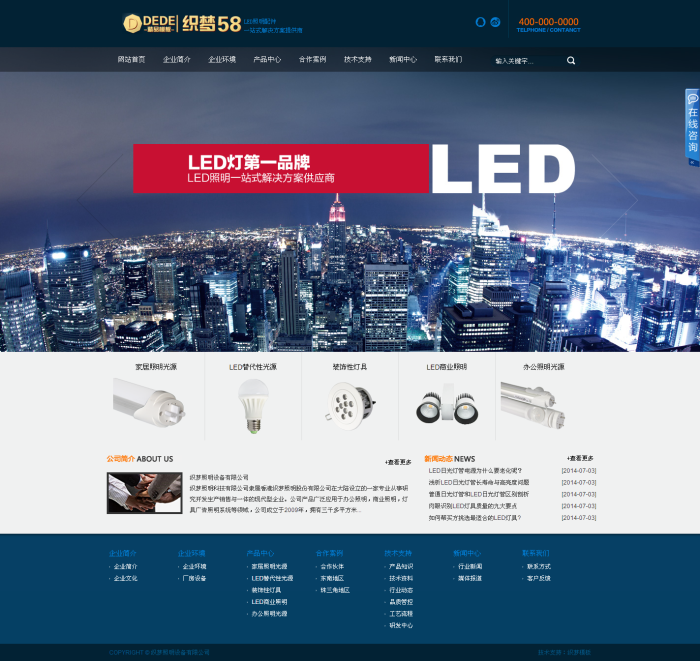 DEDE 织梦58
~精品模板~
LED照明配件
一站式解决方案提供商
400-000-0000
TELPHONE / CONTANCT
网站首页 企业简介 企业环境 产品中心 合作案例 技术支持 新闻中心 联系我们 输入关键字...
在线咨询
«
LED灯第一品牌
LED照明一站式解决方案供应商
LED
家居照明光源 LED替代性光源 装饰性灯具 LED商业照明 办公照明光源
公司简介 ABOUT US +查看更多
织梦照明设备有限公司
织梦照明科技有限公司隶属香港织梦照明股份有限公司在大陆设立的一家专业从事研
究开发生产销售与一体的现代型企业。公司产品广泛应用于办公照明，商业照明，灯
具广告照明系统等领域。公司成立于2009年，拥有三千多平方米...
新闻动态 NEWS +查看更多
LED日光灯管电源为什么要老化呢? [2014-07-03]
浅析LED日光灯管长寿命与高亮度问题 [2014-07-03]
普通日光灯管和LED日光灯管区别剖析 [2014-07-03]
向眼识别LED灯具质量的九大要点 [2014-07-03]
如何帮买方挑选最适合的LED灯具? [2014-07-03]
企业简介 企业环境 产品中心 合作案例 技术支持 新闻中心 联系我们
· 企业简介 · 企业环境 · 家居照明光源 · 合作伙伴 · 产品知识 · 行业新闻 · 联系方式
· 企业文化 · 厂房设备 · LED替代性光源 · 东南地区 · 技术资料 · 媒体报道 · 客户反馈
· 装饰性灯具 · 珠三角地区 · 行业动态
· LED商业照明 · 品质管控
· 办公照明光源 · 工艺流程
· 研发中心
COPYRIGHT © 织梦照明设备有限公司 技术支持：织梦模板